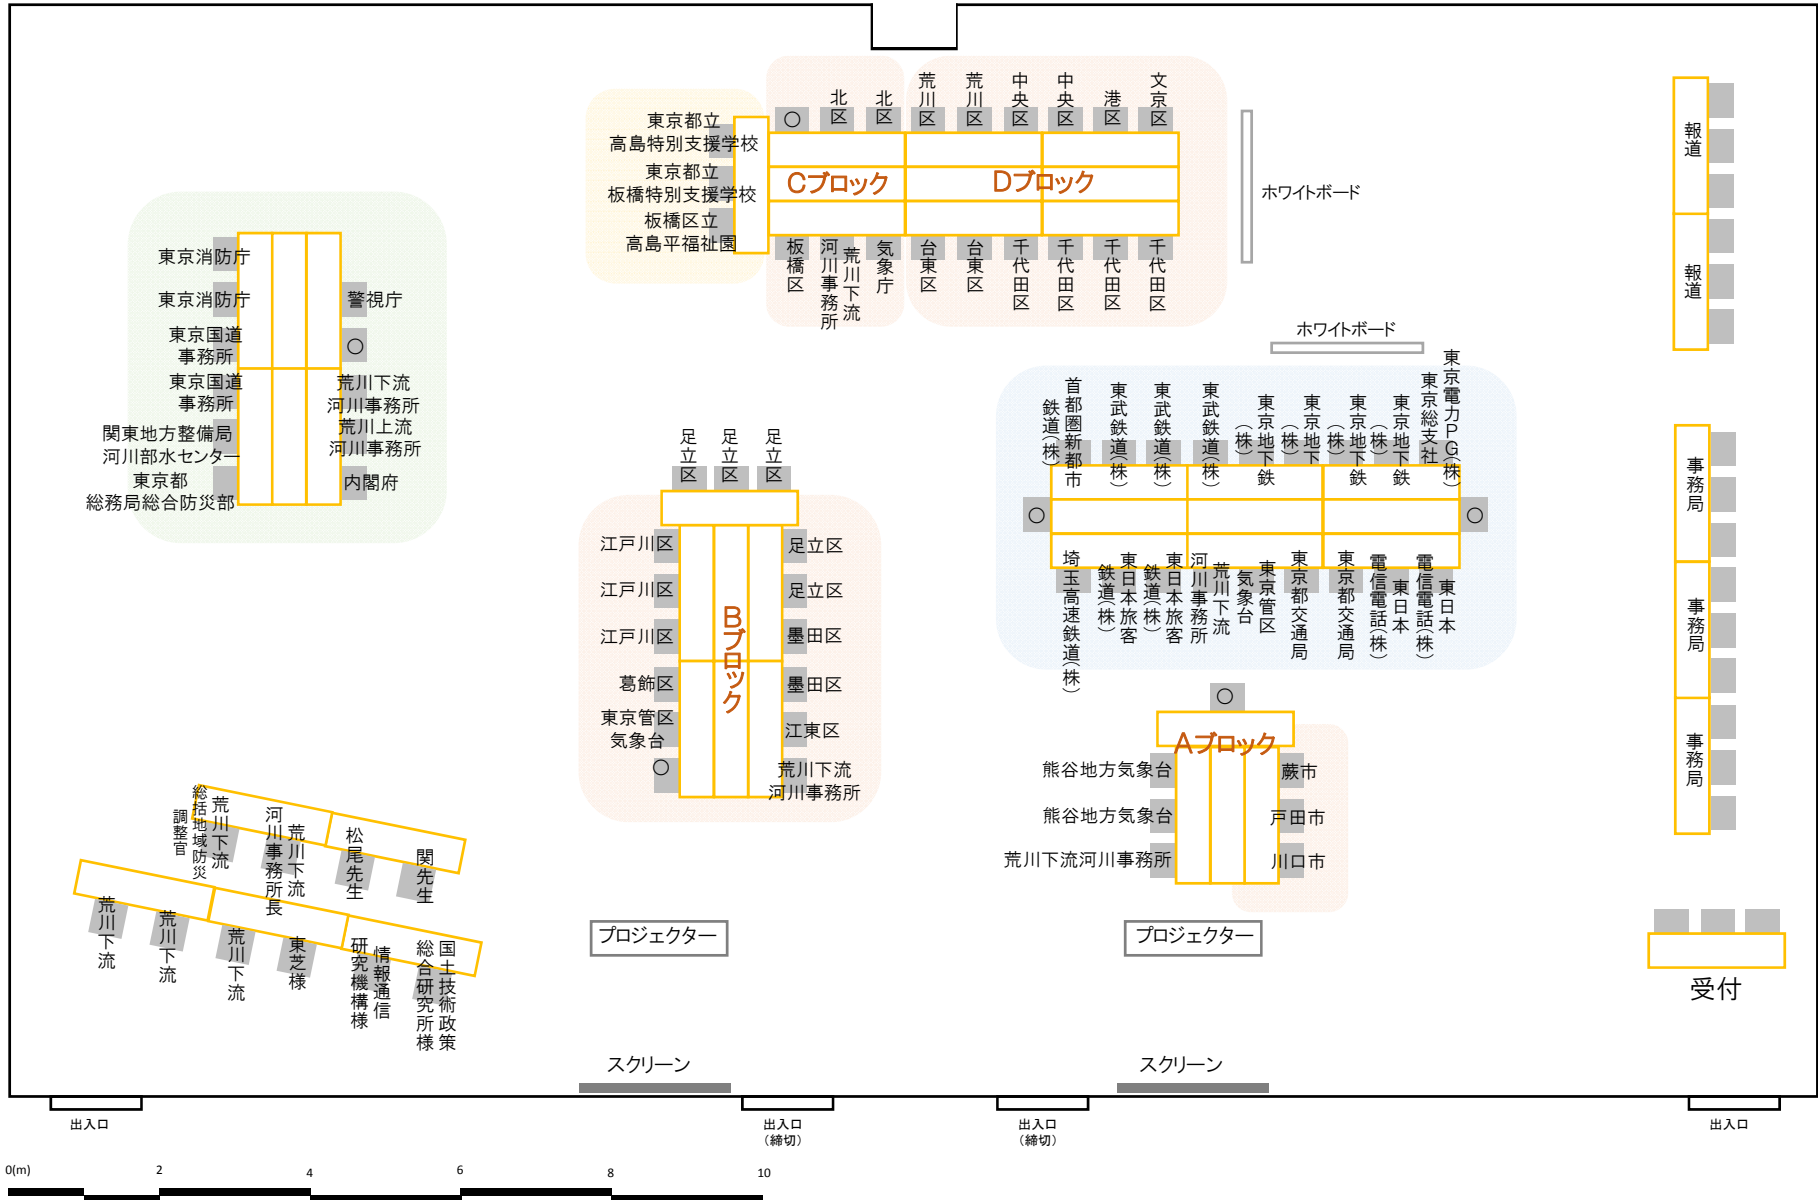 東京都立
高島特別支援学校
東京都立
板橋特別支援学校
板橋区立
高島平福祉園
○
北区
北区
荒川区
荒川区
中央区
中央区
港区
文京区
Cブロック
Dブロック
板橋区
荒川下流
河川事務所
気象庁
台東区
台東区
千代田区
千代田区
千代田区
千代田区
ホワイトボード
報道
報道
東京消防庁
東京消防庁
東京国道
事務所
東京国道
事務所
関東地方整備局
河川部水センター
東京都
総務局総合防災部
警視庁
○
荒川下流
河川事務所
荒川上流
河川事務所
内閣府
ホワイトボード
首都圏新都市
鉄道(株)
東武鉄道(株)
東武鉄道(株)
東武鉄道(株)
東京地下鉄
(株)
東京地下
(株)
東京地下鉄
(株)
東京地下鉄
(株)
東京電力PG(株)
東京総支社
○
○
埼玉高速鉄道(株)
東日本旅客
鉄道(株)
東日本旅客
鉄道(株)
荒川下流
河川事務所
東京管区
気象台
東京都交通局
東京都交通局
東日本
電信電話(株)
東日本
電信電話(株)
足立区
足立区
足立区
江戸川区
江戸川区
江戸川区
葛飾区
東京管区
気象台
○
Bブロック
足立区
足立区
墨田区
墨田区
江東区
荒川下流
河川事務所
○
Aブロック
熊谷地方気象台
熊谷地方気象台
荒川下流河川事務所
蕨市
戸田市
川口市
事務局
事務局
事務局
荒川下流
総括地域防災
調整官
荒川下流
河川事務所長
松尾先生
関先生
荒川下流
荒川下流
荒川下流
東芝様
情報通信
研究機構様
国土技術政策
総合研究所様
プロジェクター
プロジェクター
受付
スクリーン
スクリーン
出入口
出入口
(締切)
出入口
(締切)
出入口
0(m)
2
4
6
8
10